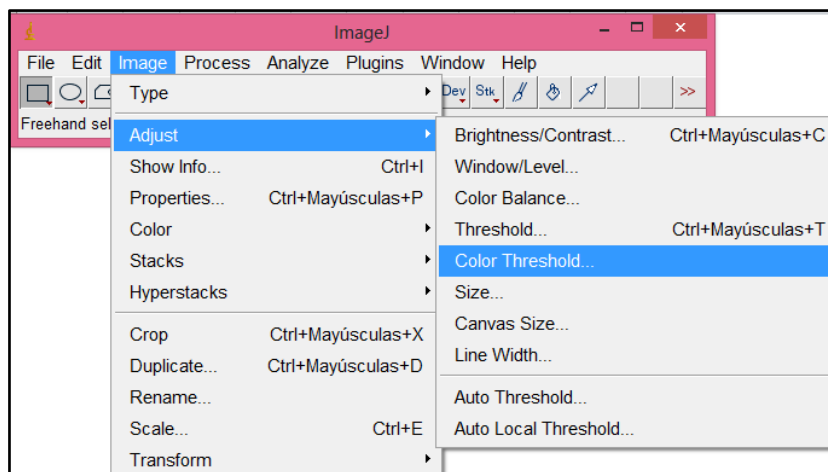 ImageJ
File Edit Image Process Analyze Plugins Window Help
Type
Dev Stk >>
Freehand sel
Adjust
Show Info... Ctrl+I
Properties... Ctrl+Mayúsculas+P
Color
Stacks
Hyperstacks
Crop Ctrl+Mayúsculas+X
Duplicate... Ctrl+Mayúsculas+D
Rename...
Scale... Ctrl+E
Transform
Brightness/Contrast... Ctrl+Mayúsculas+C
Window/Level...
Color Balance...
Threshold... Ctrl+Mayúsculas+T
Color Threshold...
Size...
Canvas Size...
Line Width...
Auto Threshold...
Auto Local Threshold...